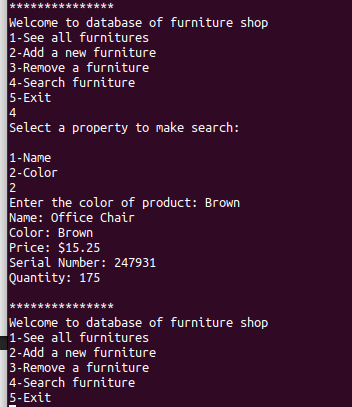 ***************
Welcome to database of furniture shop
1-See all furnitures
2-Add a new furniture
3-Remove a furniture
4-Search furniture
5-Exit
4
Select a property to make search:
1-Name
2-Color
2
Enter the color of product: Brown
Name: Office Chair
Color: Brown
Price: $15.25
Serial Number: 247931
Quantity: 175
***************
Welcome to database of furniture shop
1-See all furnitures
2-Add a new furniture
3-Remove a furniture
4-Search furniture
5-Exit